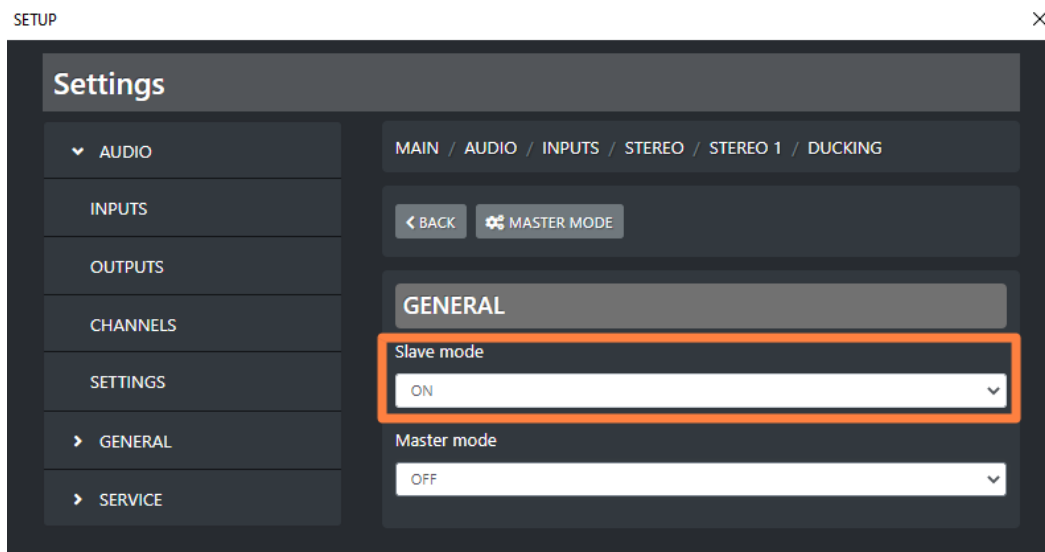 SETUP
Settings
AUDIO
INPUTS
OUTPUTS
CHANNELS
SETTINGS
GENERAL
SERVICE
MAIN / AUDIO / INPUTS / STEREO / STEREO 1 / DUCKING
BACK MASTER MODE
GENERAL
Slave mode
ON
Master mode
OFF